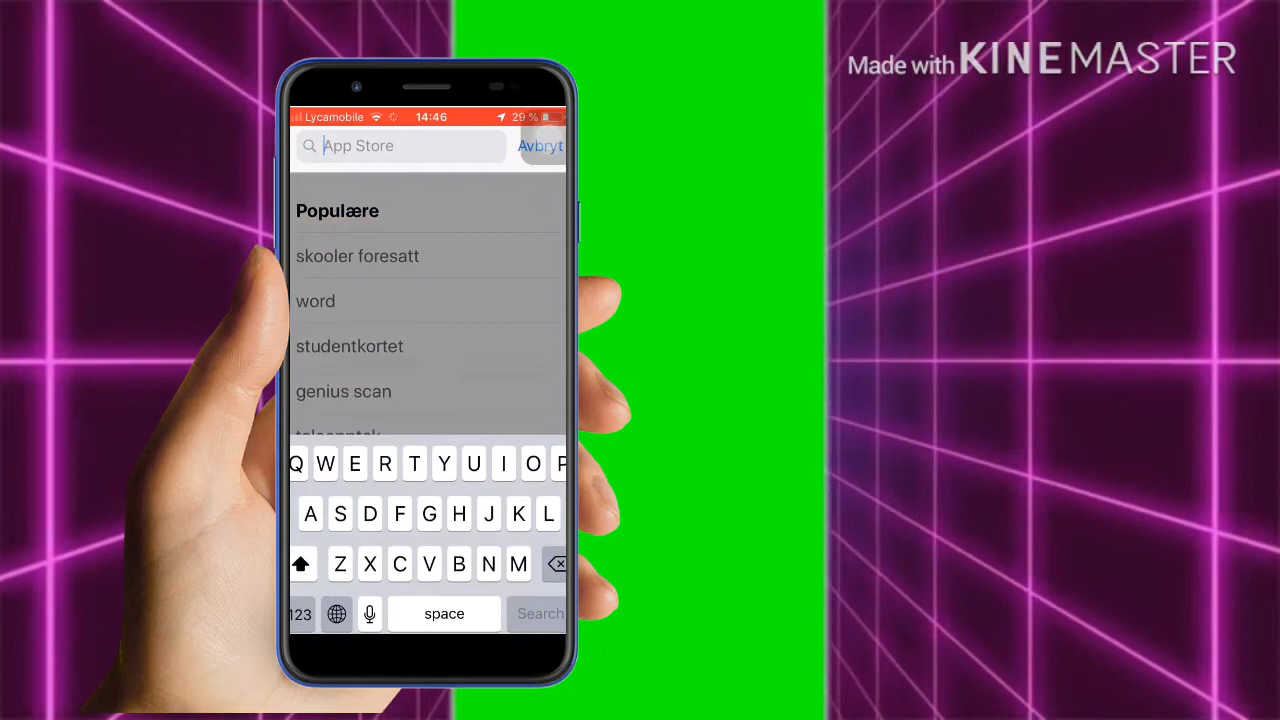 Made with KINEMASTER
Lycamobile 14:46 29 %
App Store Avbryt
Populære
skooler foresatt
word
studentkortet
genius scan
Q W E R T Y U I O P
A S D F G H J K L
Z X C V B N M
123 space Search